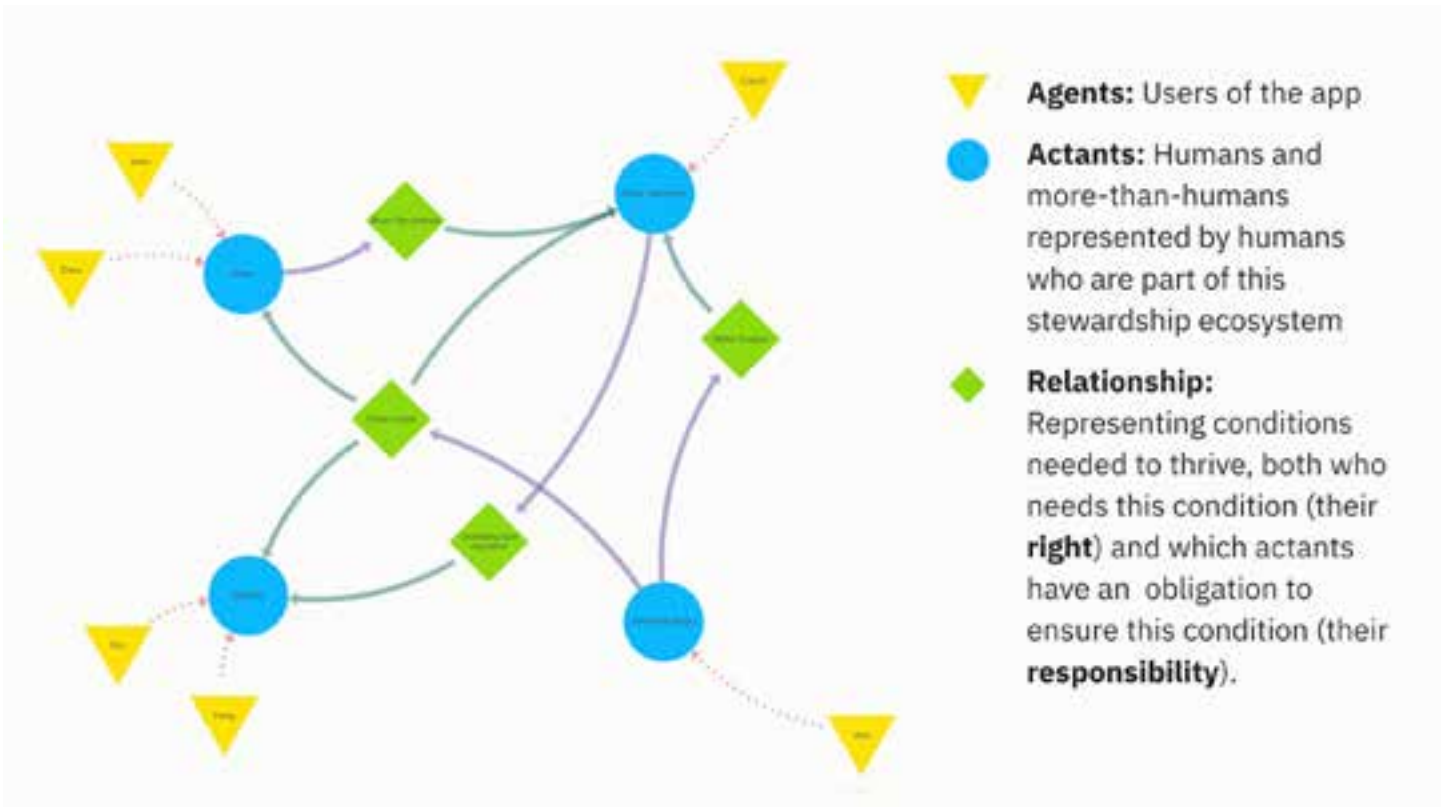 Agents: Users of the app
Actants: Humans and
more-than-humans
represented by humans
who are part of this
stewardship ecosystem
Relationship:
Representing conditions
needed to thrive, both who
needs this condition (their
right) and which actants
have an obligation to
ensure this condition (their
responsibility).